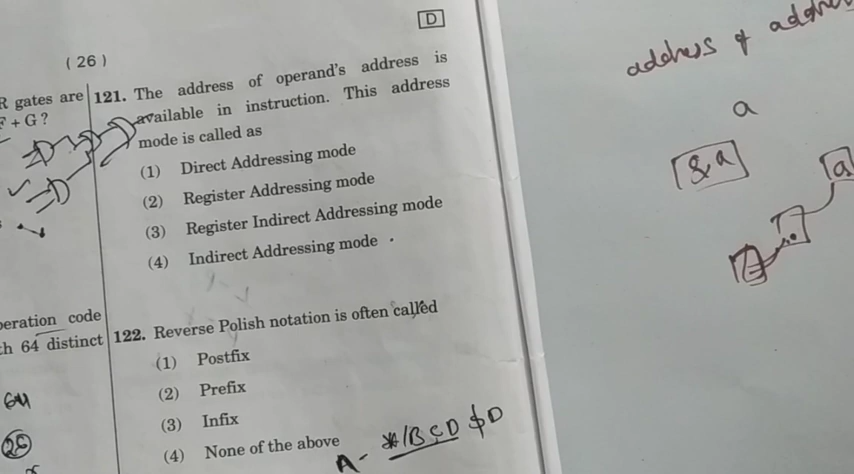 D
( 26 )
R gates are
F + G ?
121. The address of operand's address is
available in instruction. This address
mode is called as
(1) Direct Addressing mode
(2) Register Addressing mode
(3) Register Indirect Addressing mode
(4) Indirect Addressing mode
peration code
th 64 distinct
122. Reverse Polish notation is often called
(1) Postfix
(2) Prefix
(3) Infix
(4) None of the above
64
address of
a
&a
a